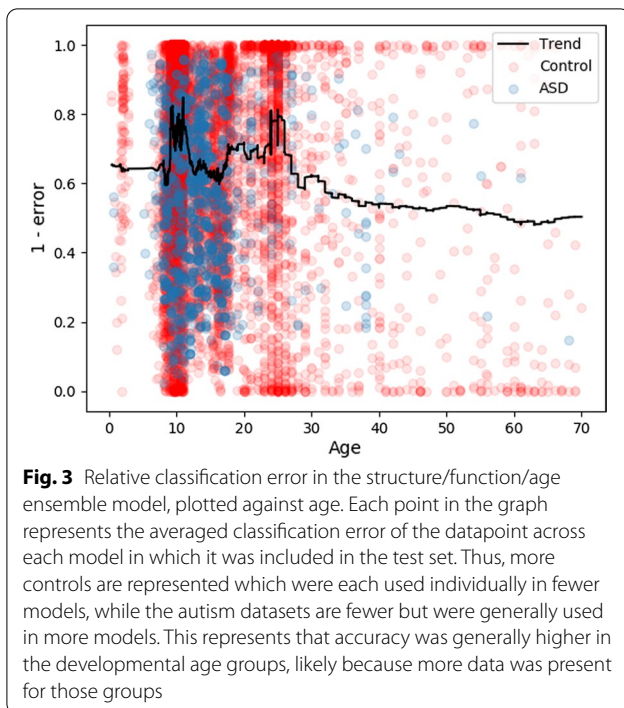 1.0
0.8
0.6
0.4
0.2
0.0
1 - error
Trend
Control
ASD
0 10 20 30 40 50 60 70
Age
Fig. 3 Relative classification error in the structure/function/age
ensemble model, plotted against age. Each point in the graph
represents the averaged classification error of the datapoint across
each model in which it was included in the test set. Thus, more
controls are represented which were each used individually in fewer
models, while the autism datasets are fewer but were generally used
in more models. This represents that accuracy was generally higher in
the developmental age groups, likely because more data was present
for those groups